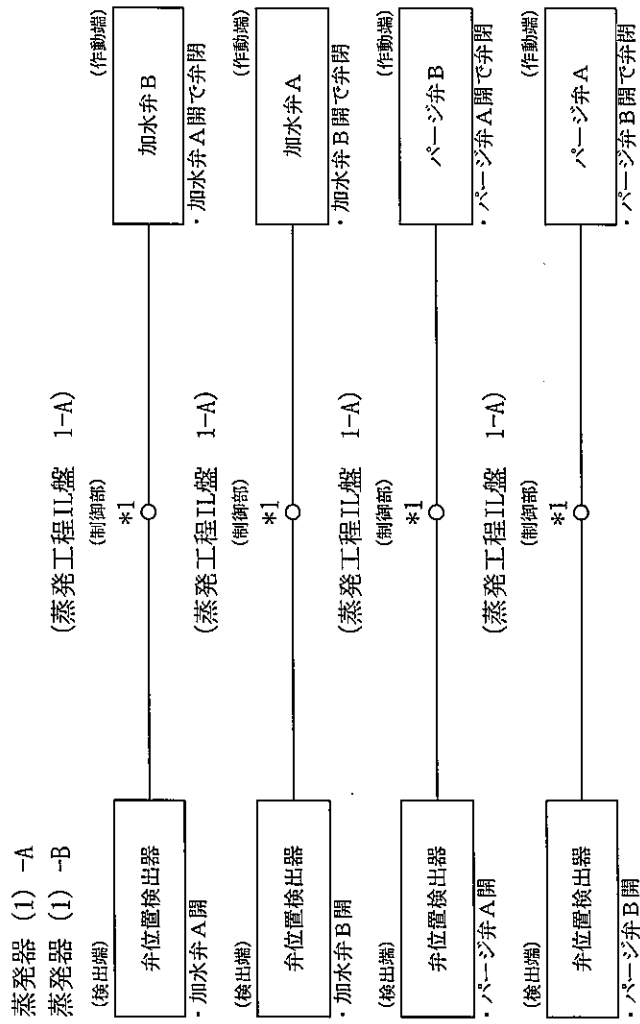 蒸発器 (1) -A
蒸発器 (1) -B
(蒸発工程IL盤 1-A)
(検出端)
(制御部)
(作動端)
弁位置検出器
*1
加水弁B
・加水弁A開
・加水弁A開で弁閉
(蒸発工程IL盤 1-A)
(検出端)
(制御部)
(作動端)
弁位置検出器
*1
加水弁A
・加水弁B開
・加水弁B開で弁閉
(蒸発工程IL盤 1-A)
(検出端)
(制御部)
(作動端)
弁位置検出器
*1
パージ弁B
・パージ弁A開
・パージ弁A開で弁閉
(蒸発工程IL盤 1-A)
(検出端)
(制御部)
(作動端)
弁位置検出器
*1
パージ弁A
・パージ弁B開
・パージ弁B開で弁閉